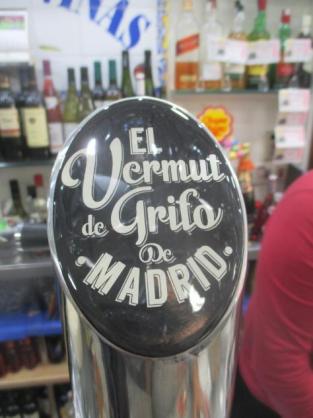 El
Vermut
de Grifo
De
·MADRID·